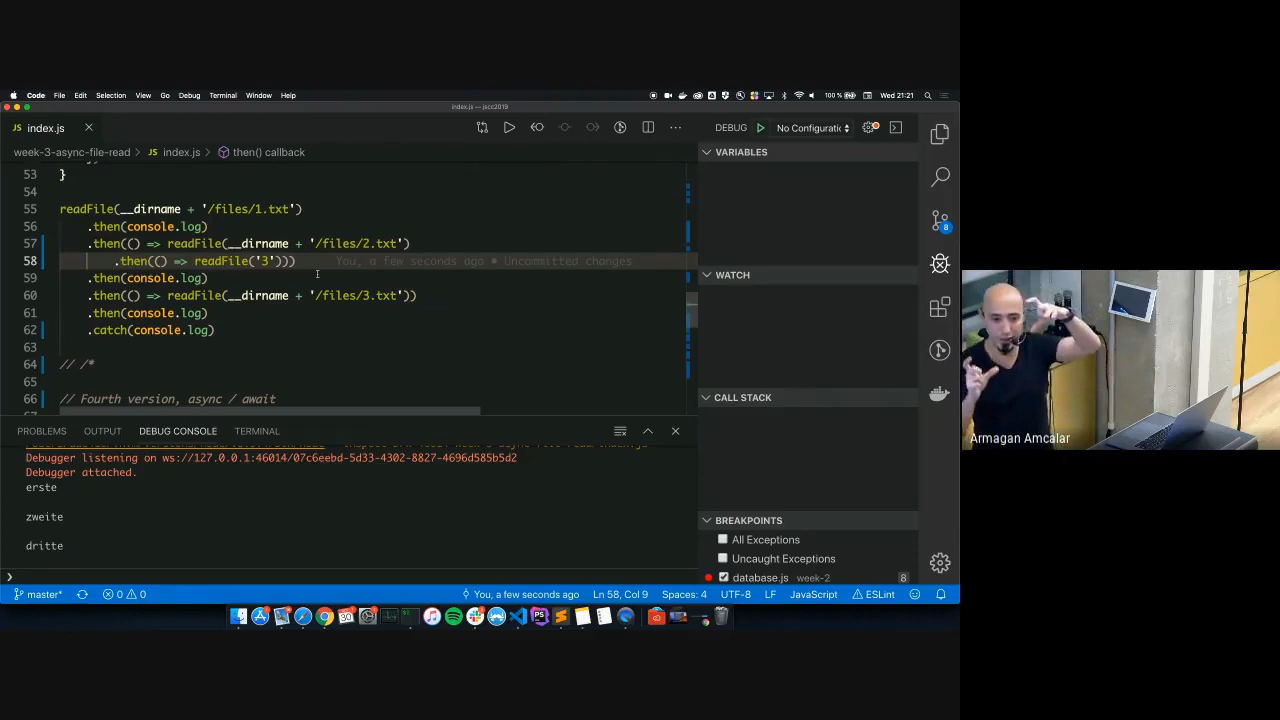 Code File Edit Selection View Go Debug Terminal Window Help 100 % Wed 21:21
index.js — jscc2019
JS index.js
DEBUG No Configurati
week-3-async-file-read JS index.js then() callback
VARIABLES
53 }
54
55 readFile(__dirname + '/files/1.txt')
56 .then(console.log)
57 .then(() => readFile(__dirname + '/files/2.txt')
58 .then(() => readFile('3'))) You, a few seconds ago • Uncommitted changes
59 .then(console.log)
60 .then(() => readFile(__dirname + '/files/3.txt'))
61 .then(console.log)
62 .catch(console.log)
63
64 // /*
65
66 // Fourth version, async / await
8
WATCH
CALL STACK
PROBLEMS OUTPUT DEBUG CONSOLE TERMINAL
Debugger listening on ws://127.0.0.1:46014/07c6eebd-5d33-4302-8827-4696d585b5d2
Debugger attached.
erste
zweite
dritte
BREAKPOINTS
All Exceptions
Uncaught Exceptions
database.js week-2 8
master* 0 0 You, a few seconds ago Ln 58, Col 9 Spaces: 4 UTF-8 LF JavaScript ESLint
Armagan Amcalar